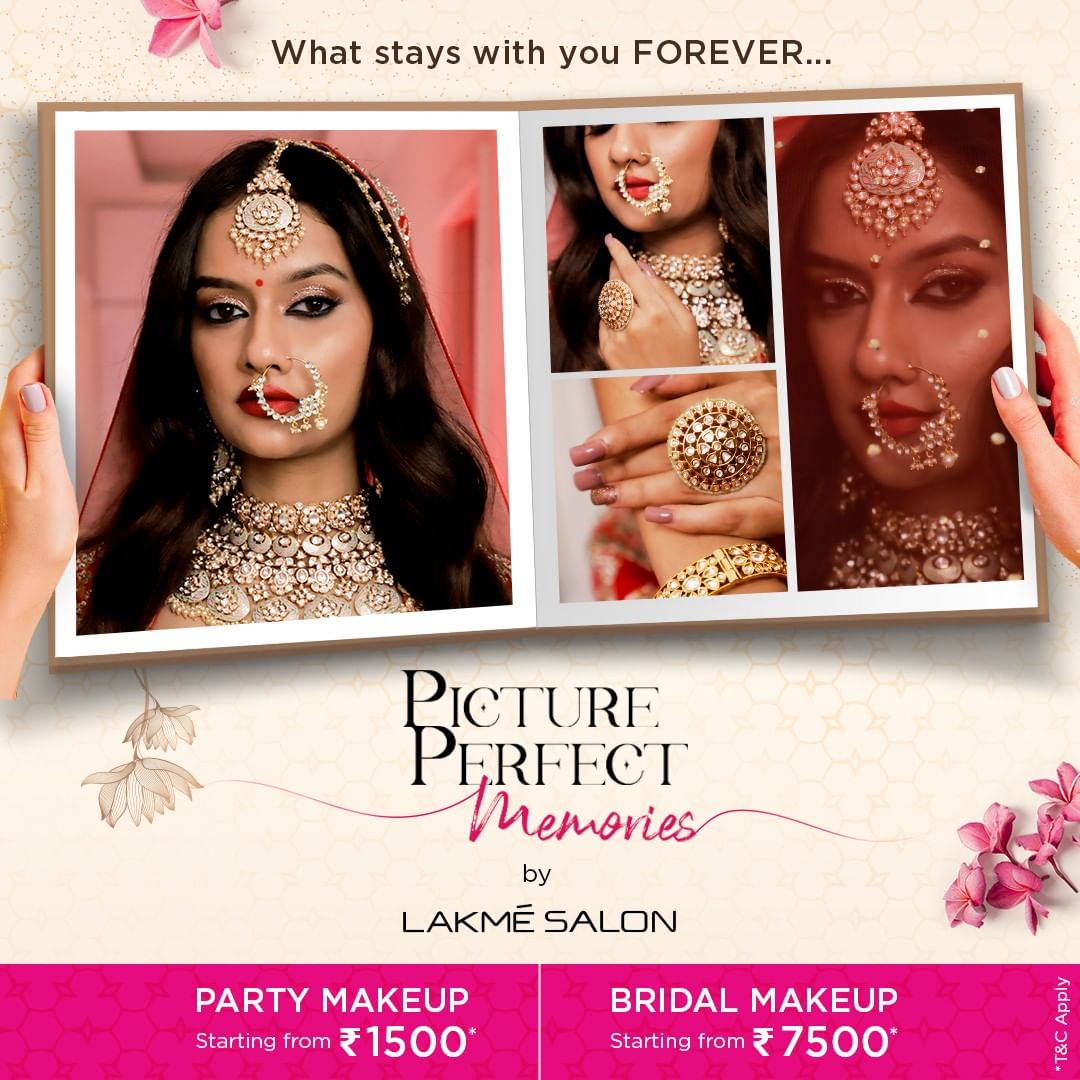 What stays with you FOREVER...
PICTURE
PERFECT
Memories
by
LAKMÉ SALON
PARTY MAKEUP
Starting from ₹1500*
BRIDAL MAKEUP
Starting from ₹7500*
*T&C Apply